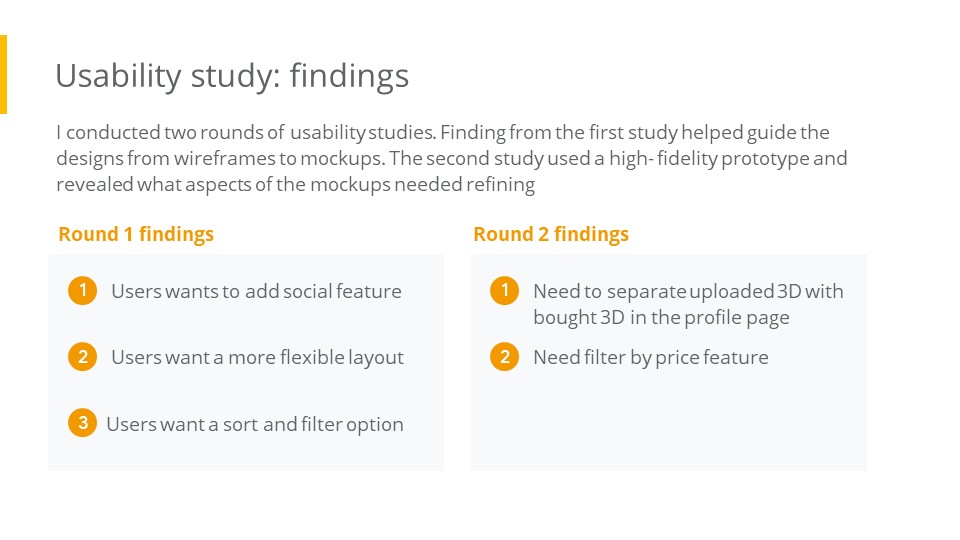 Usability study: findings
I conducted two rounds of usability studies. Finding from the first study helped guide the
designs from wireframes to mockups. The second study used a high- fidelity prototype and
revealed what aspects of the mockups needed refining
Round 1 findings
1 Users wants to add social feature
2 Users want a more flexible layout
3 Users want a sort and filter option
Round 2 findings
1 Need to separate uploaded 3D with
bought 3D in the profile page
2 Need filter by price feature